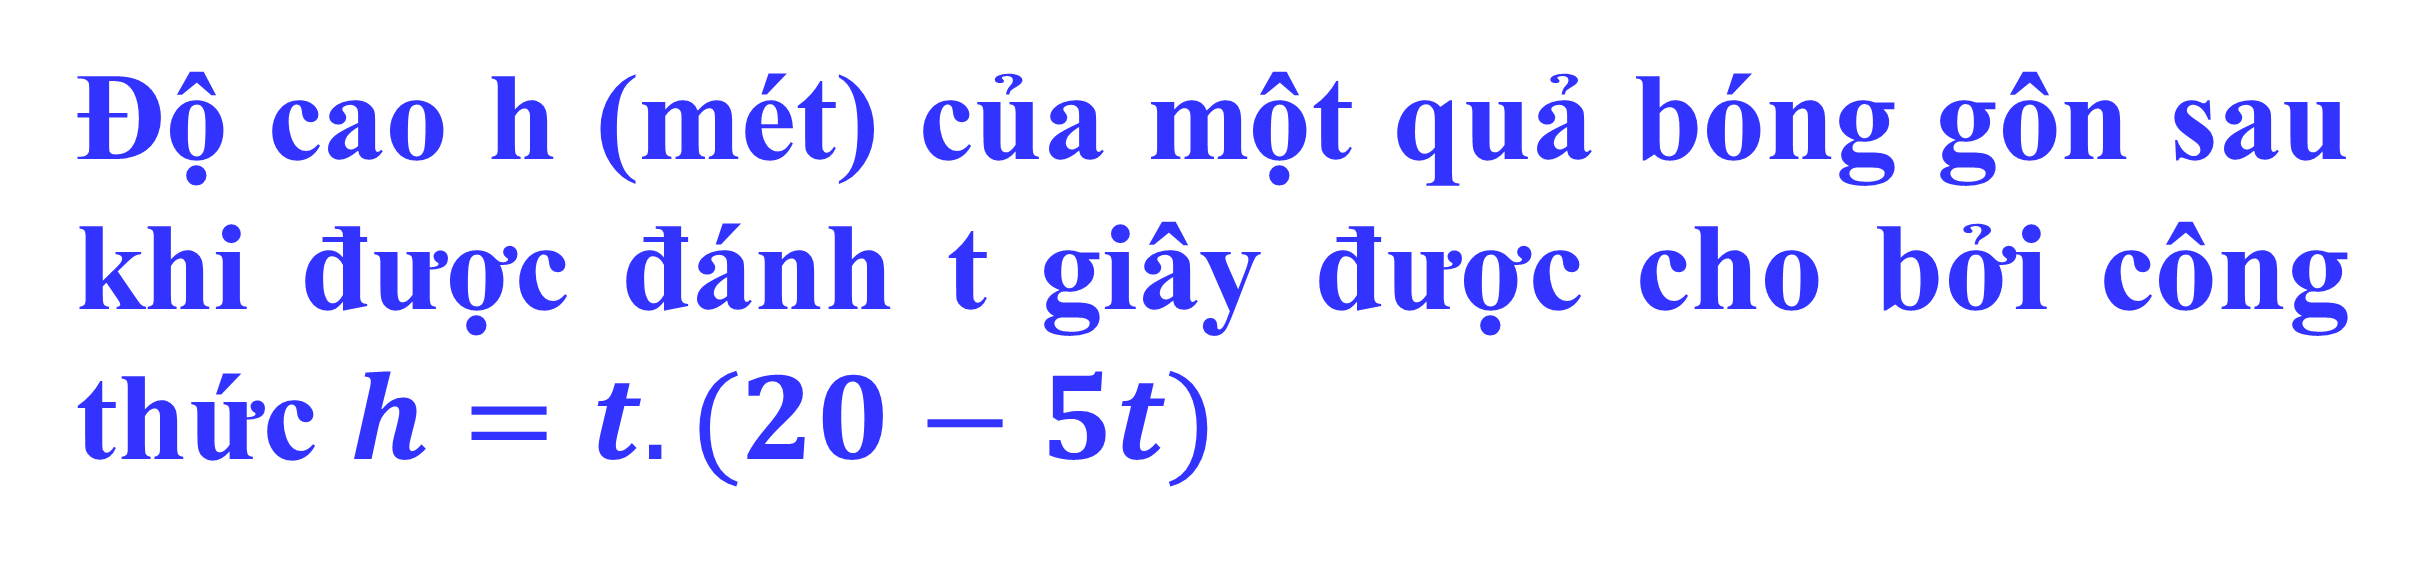 Độ cao h (mét) của một quả bóng gôn sau
khi được đánh t giây được cho bởi công
thức h = t. (20 − 5t)